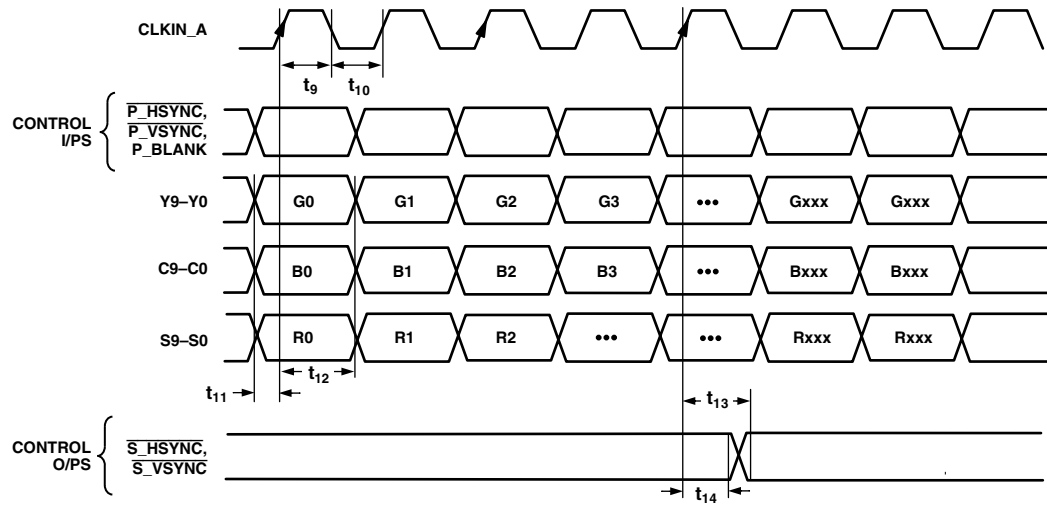 CLKIN_A
t9
t10
CONTROL
I/PS
P_HSYNC,
P_VSYNC,
P_BLANK
Y9–Y0
G0
G1
G2
G3
•••
Gxxx
Gxxx
C9–C0
B0
B1
B2
B3
•••
Bxxx
Bxxx
S9–S0
R0
R1
R2
•••
•••
Rxxx
Rxxx
t11
t12
t13
CONTROL
O/PS
S_HSYNC,
S_VSYNC
t14